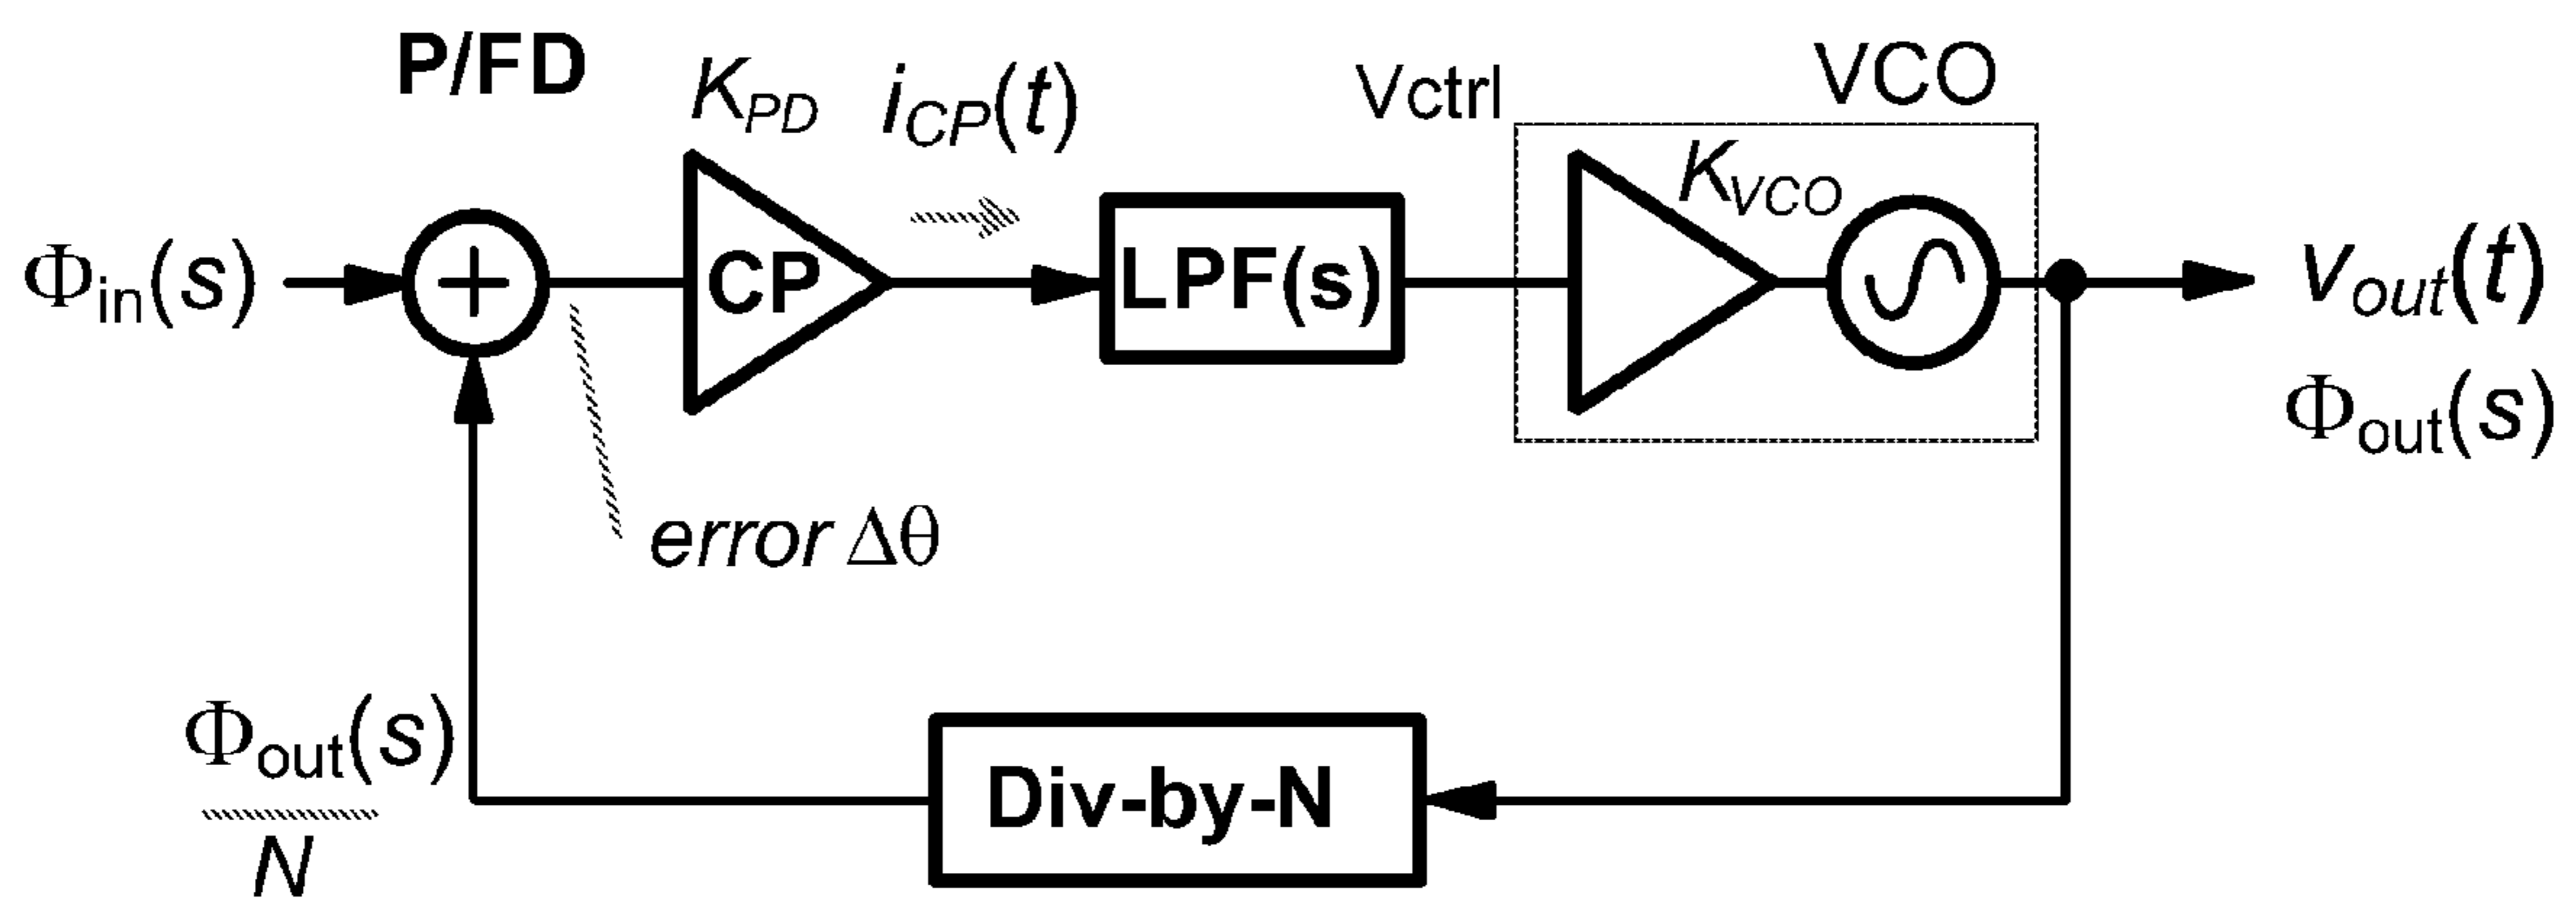 P/FD
K_PD
i_CP(t)
Vctrl
VCO
K_VCO
Φ_in(s)
+
CP
LPF(s)
v_out(t)
Φ_out(s)
error Δθ
Φ_out(s)
N
Div-by-N